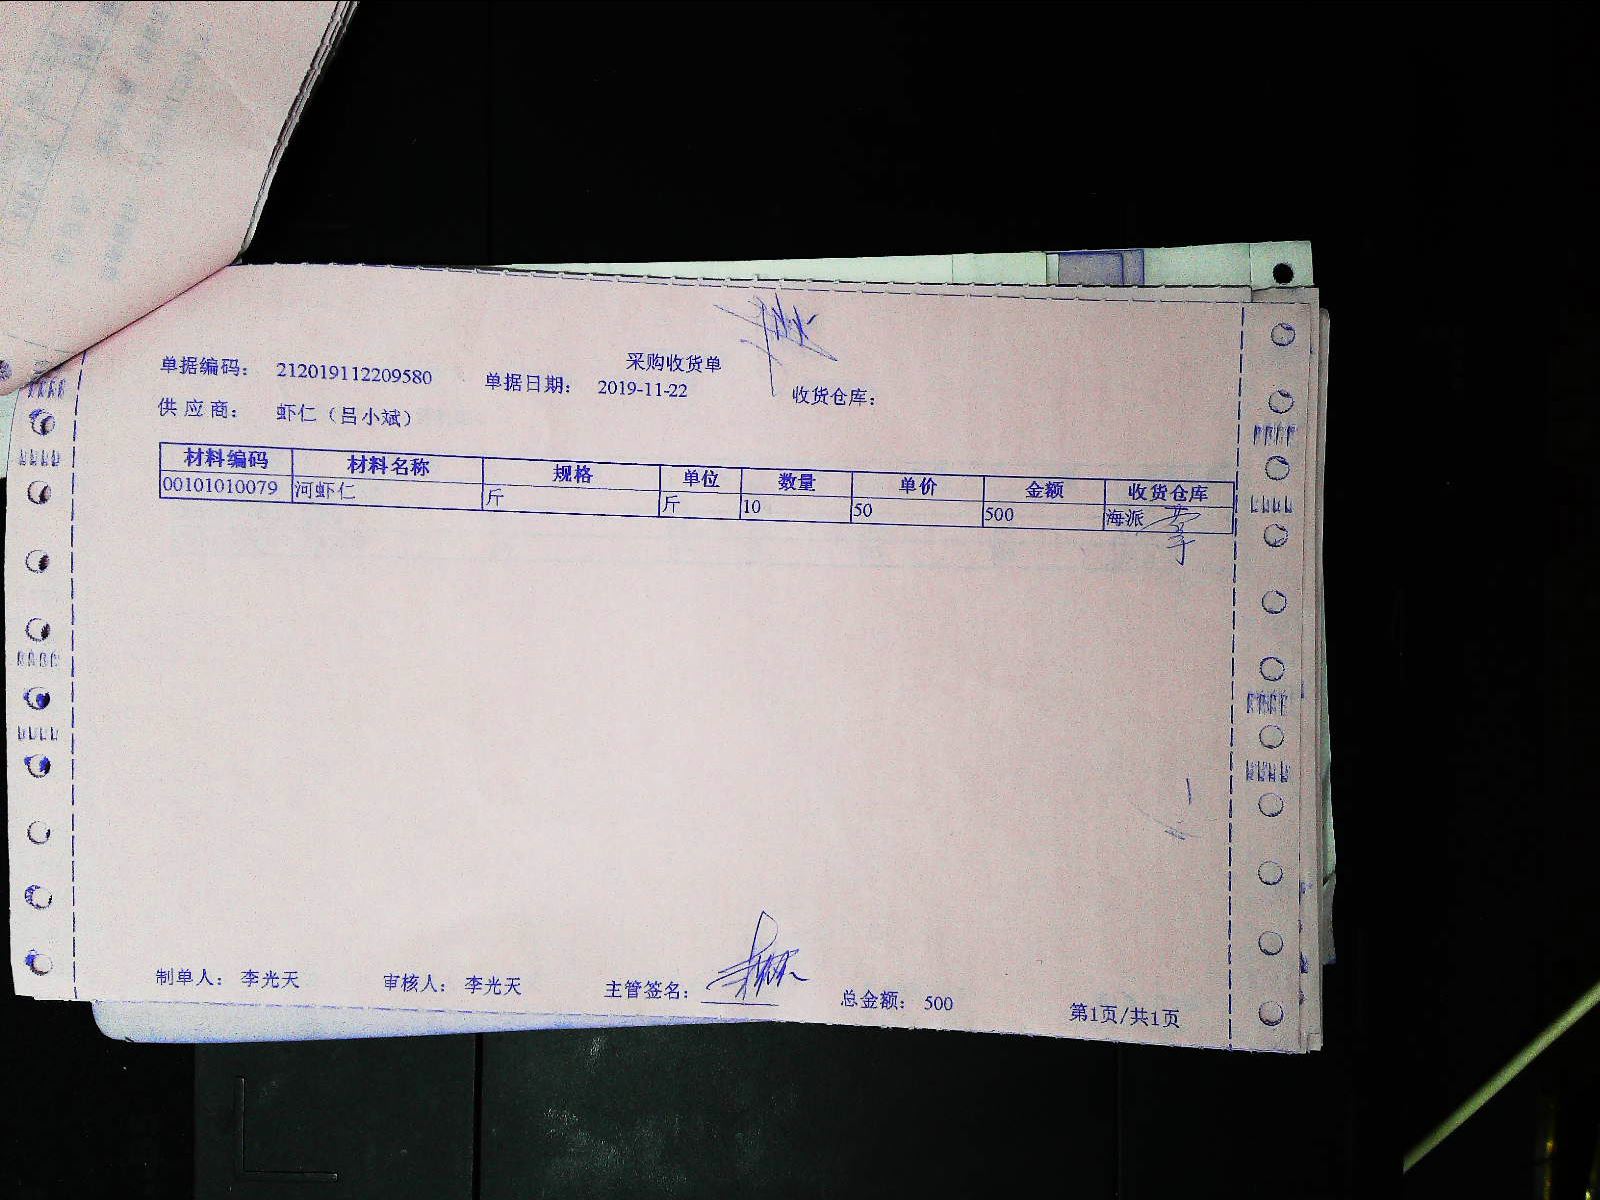 采购收货单
单据编码: 212019112209580 单据日期: 2019-11-22 收货仓库:
供应商: 虾仁（吕小斌）
材料编码 材料名称 规格 单位 数量 单价 金额 收货仓库
00101010079 河虾仁 斤 斤 10 50 500 海派
制单人: 李光天 审核人: 李光天 主管签名: 总金额: 500 第1页/共1页